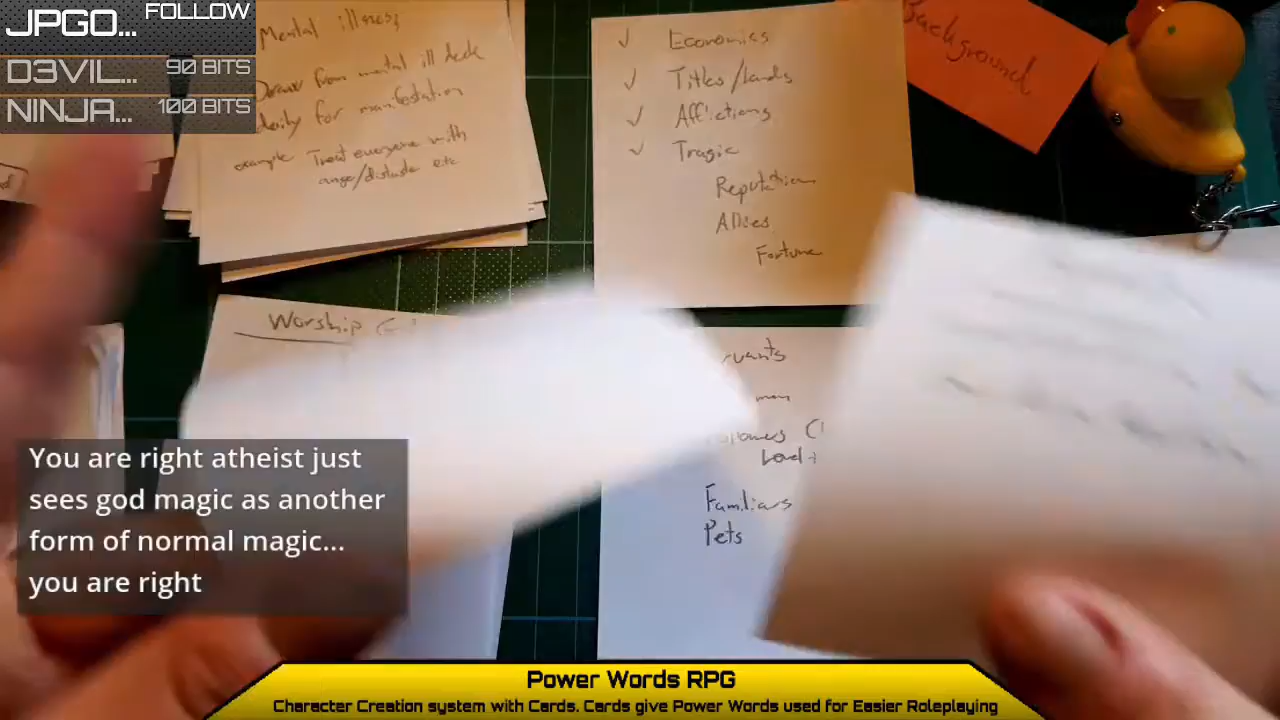 JPGO... FOLLOW
D3VIL... 90 BITS
NINJA... 100 BITS
Mental illness
Draw from mental ill deck
daily for manifestation
example Treat everyone with
ange/distaste etc
✓ Economics
✓ Titles/Lands
✓ Afflictions
✓ Tragic
Reputation
Allies
Fortune
Background
Worship
Familiars
Pets
You are right atheist just
sees god magic as another
form of normal magic...
you are right
Power Words RPG
Character Creation system with Cards. Cards give Power Words used for Easier Roleplaying